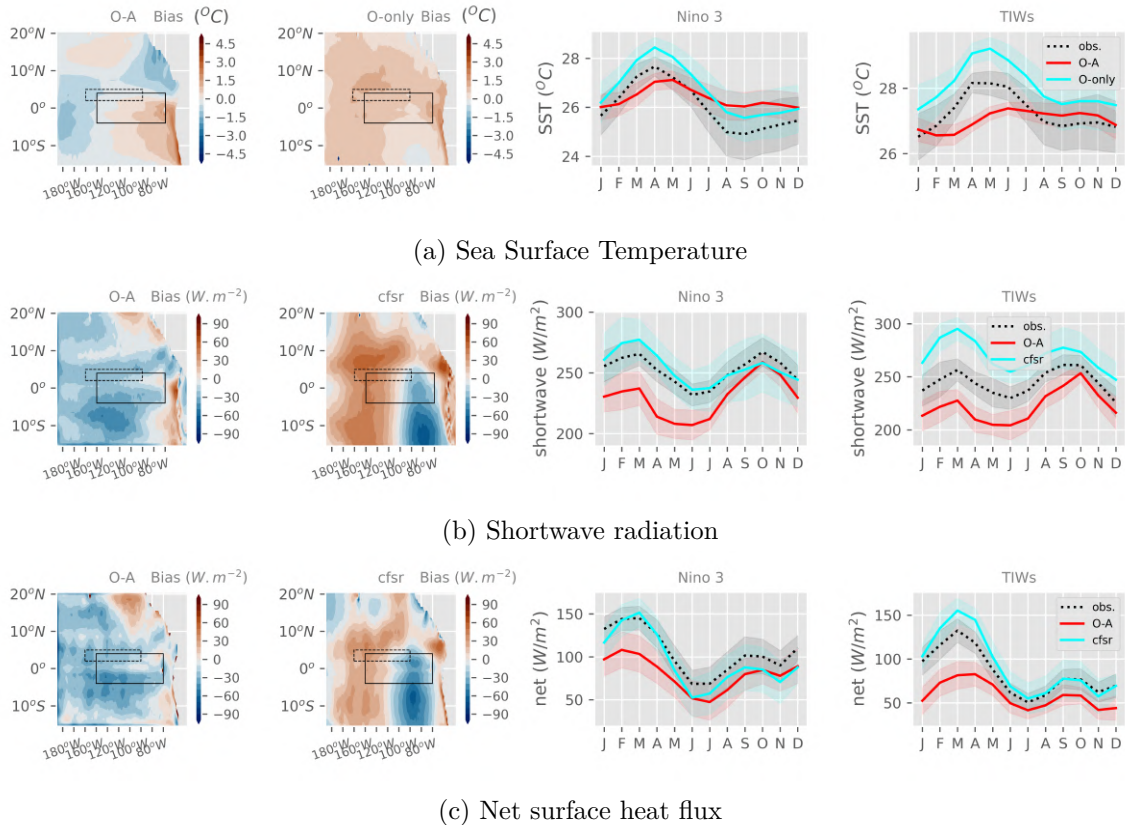 O-A Bias (°C)
O-only Bias (°C)
Nino 3
TIWs
20°N
10°N
0°
10°S
180°W 160°W 120°W 100°W 80°W
4.5
3.0
1.5
0.0
−1.5
−3.0
−4.5
20°N
10°N
0°
10°S
180°W 160°W 120°W 100°W 80°W
4.5
3.0
1.5
0.0
−1.5
−3.0
−4.5
SST (°C)
28
26
24
J F M A M J J A S O N D
SST (°C)
28
26
J F M A M J J A S O N D
obs.
O-A
O-only
(a) Sea Surface Temperature
O-A Bias (W.m⁻²)
cfsr Bias (W.m⁻²)
Nino 3
TIWs
20°N
10°N
0°
10°S
180°W 160°W 120°W 100°W 80°W
90
60
30
0
−30
−60
−90
20°N
10°N
0°
10°S
180°W 160°W 120°W 100°W 80°W
90
60
30
0
−30
−60
−90
shortwave (W/m²)
300
250
200
J F M A M J J A S O N D
shortwave (W/m²)
300
250
200
J F M A M J J A S O N D
obs.
O-A
cfsr
(b) Shortwave radiation
O-A Bias (W.m⁻²)
cfsr Bias (W.m⁻²)
Nino 3
TIWs
20°N
10°N
0°
10°S
180°W 160°W 120°W 100°W 80°W
90
60
30
0
−30
−60
−90
20°N
10°N
0°
10°S
180°W 160°W 120°W 100°W 80°W
90
60
30
0
−30
−60
−90
net (W/m²)
150
100
50
J F M A M J J A S O N D
net (W/m²)
150
100
50
J F M A M J J A S O N D
obs.
O-A
cfsr
(c) Net surface heat flux